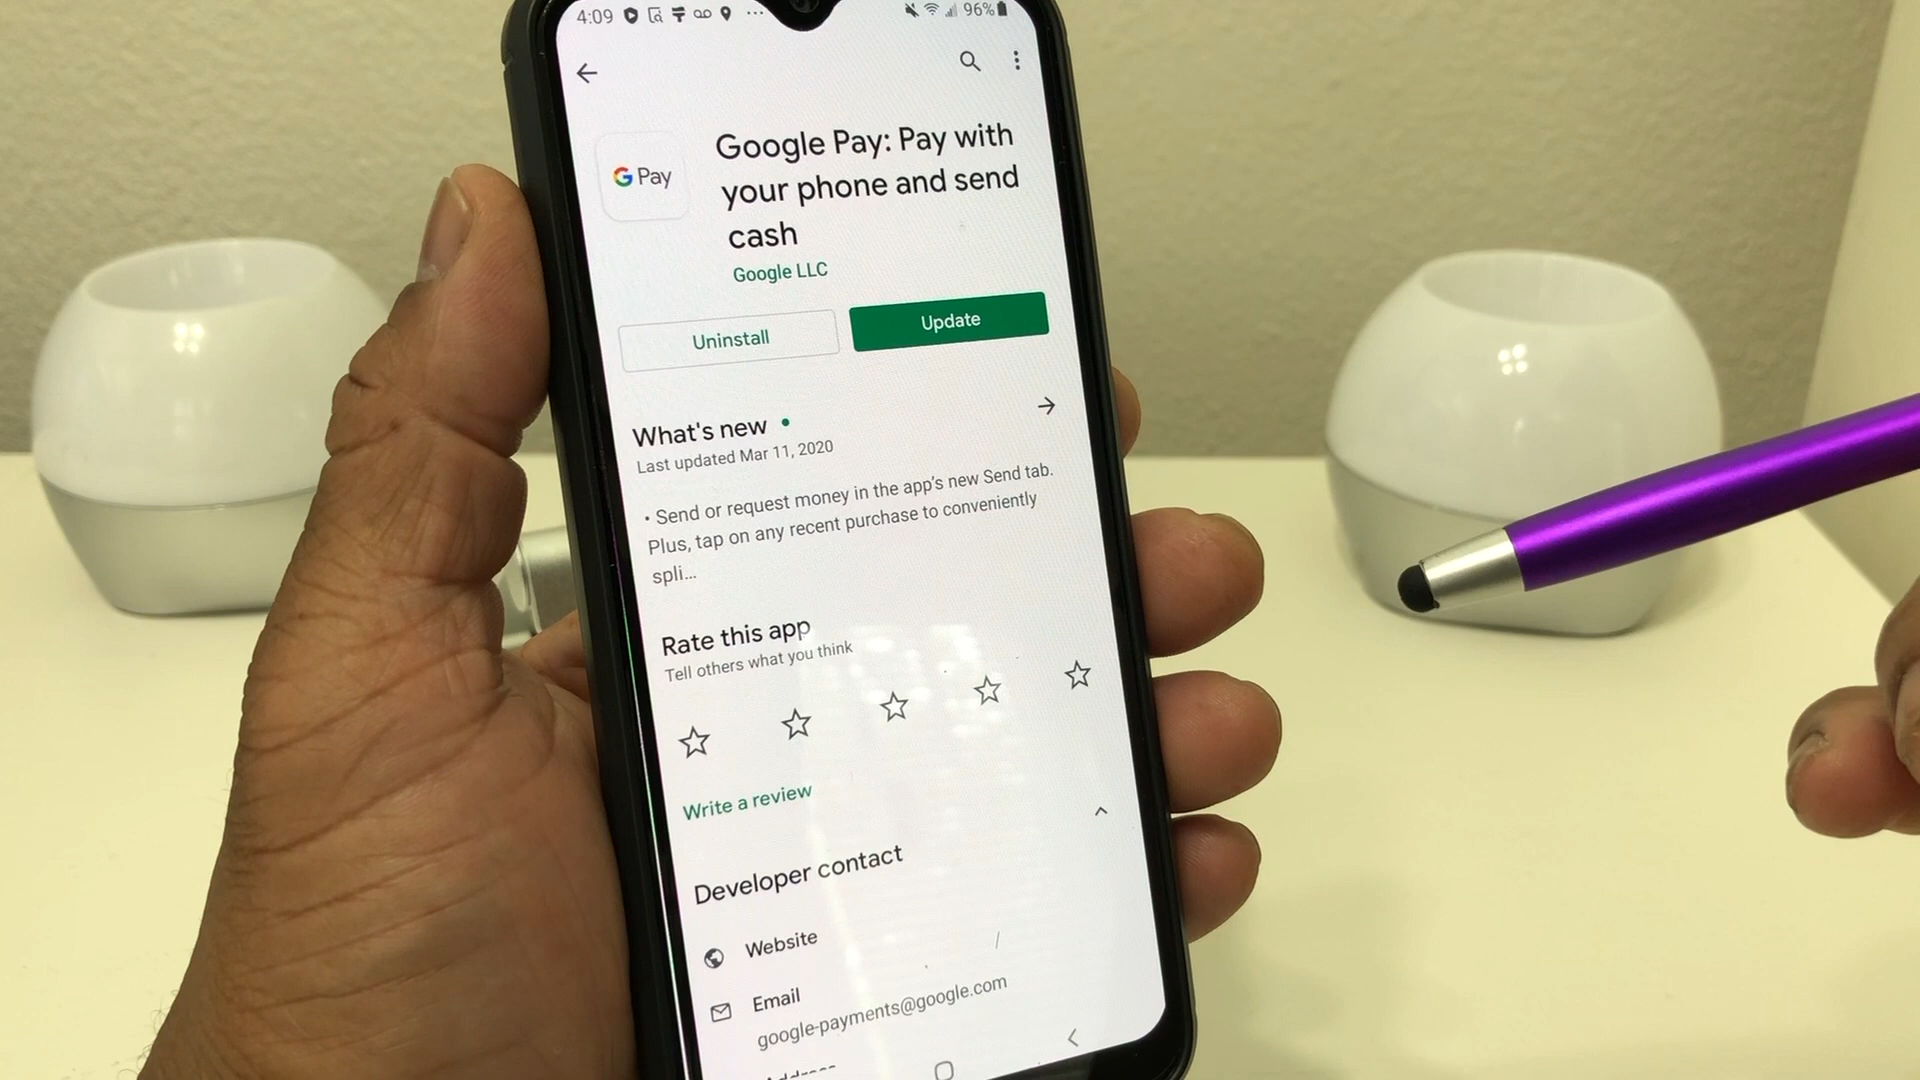 4:09 96%
G Pay
Google Pay: Pay with
your phone and send
cash
Google LLC
Uninstall
Update
What's new
Last updated Mar 11, 2020
• Send or request money in the app's new Send tab.
Plus, tap on any recent purchase to conveniently
spli...
Rate this app
Tell others what you think
Write a review
Developer contact
Website
Email
google-payments@google.com